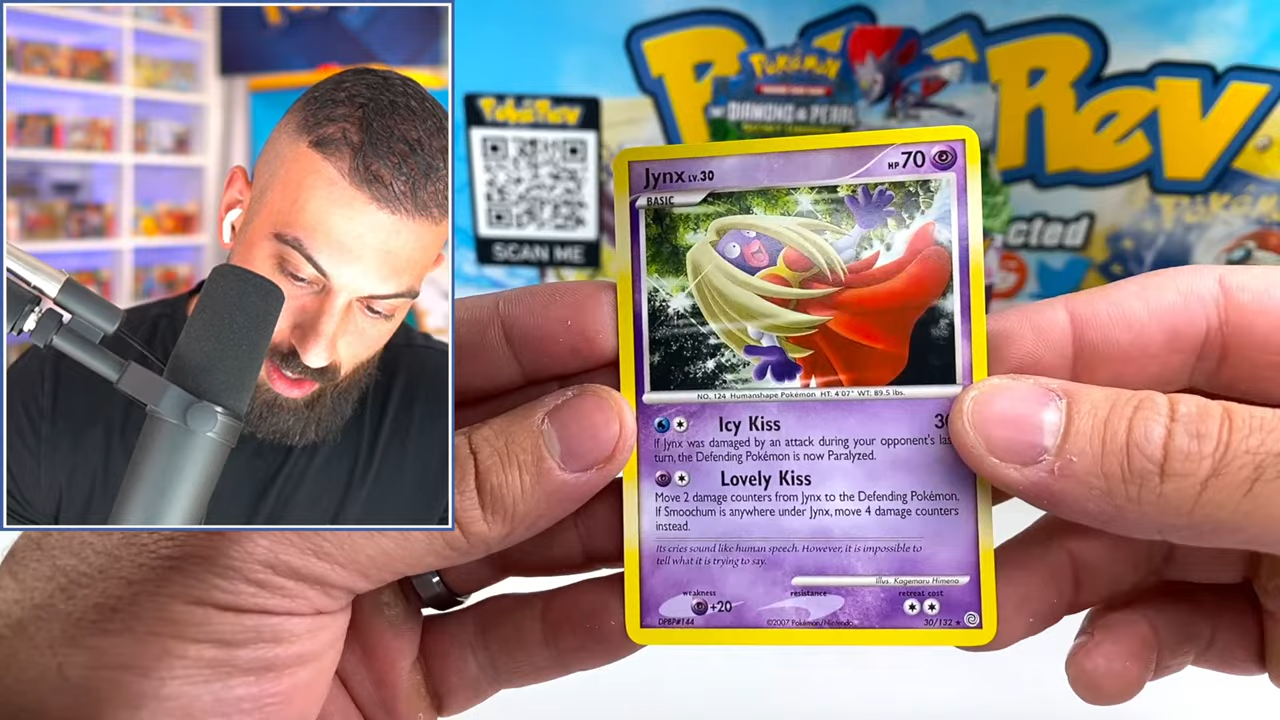 PokéRev
SCAN ME
PokéRev
Pokémon
DIAMOND & PEARL
cted
Pokémon
Jynx LV.30
HP 70
BASIC
NO. 124 Humanshape Pokémon HT: 4'07" WT: 89.5 lbs.
Icy Kiss 30
If Jynx was damaged by an attack during your opponent's las
turn, the Defending Pokémon is now Paralyzed.
Lovely Kiss
Move 2 damage counters from Jynx to the Defending Pokémon.
If Smoochum is anywhere under Jynx, move 4 damage counters
instead.
Its cries sound like human speech. However, it is impossible to
tell what it is trying to say.
Illus. Kagemaru Himeno
weakness resistance retreat cost
+20
DPBP#144 ©2007 Pokémon/Nintendo 30/132 ★